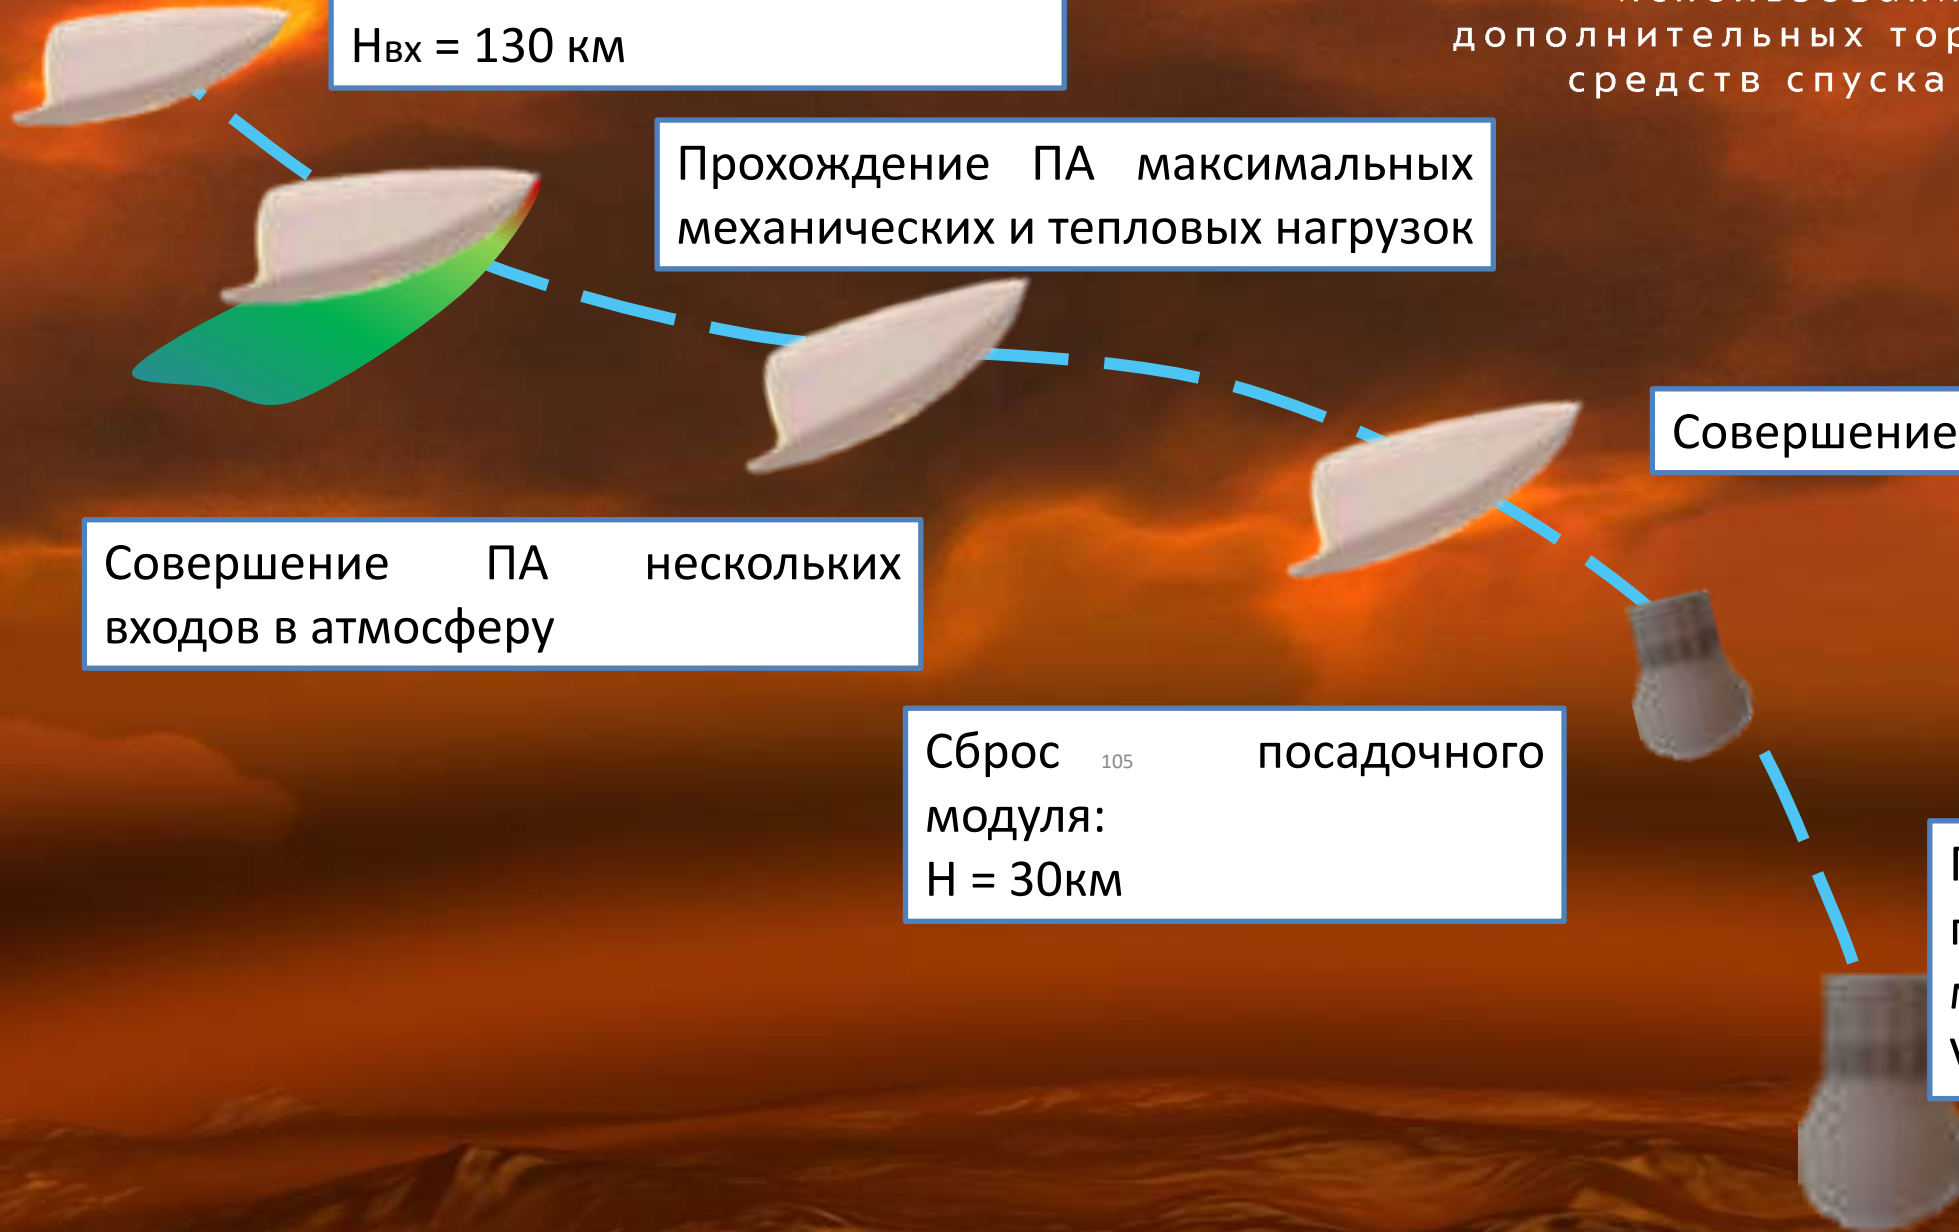 Нвх = 130 км
дополнительных
средств спуска
Прохождение ПА максимальных
механических и тепловых нагрузок
Совершение
Совершение ПА нескольких
входов в атмосферу
Сброс 105 посадочного
модуля:
Н = 30км